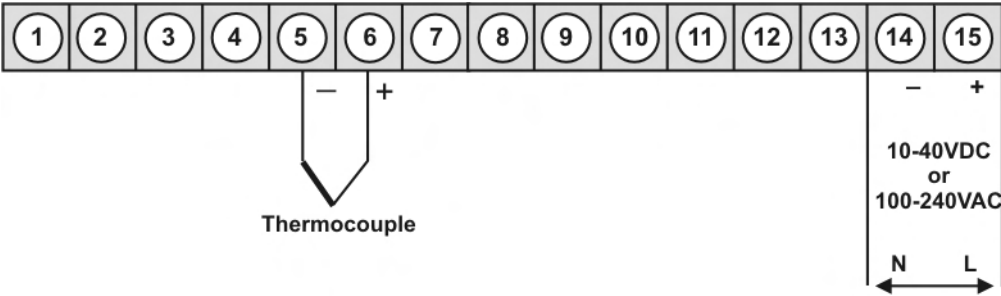 1 2 3 4 5 6 7 8 9 10 11 12 13 14 15
− + − +
10-40VDC
or
100-240VAC
Thermocouple
N L